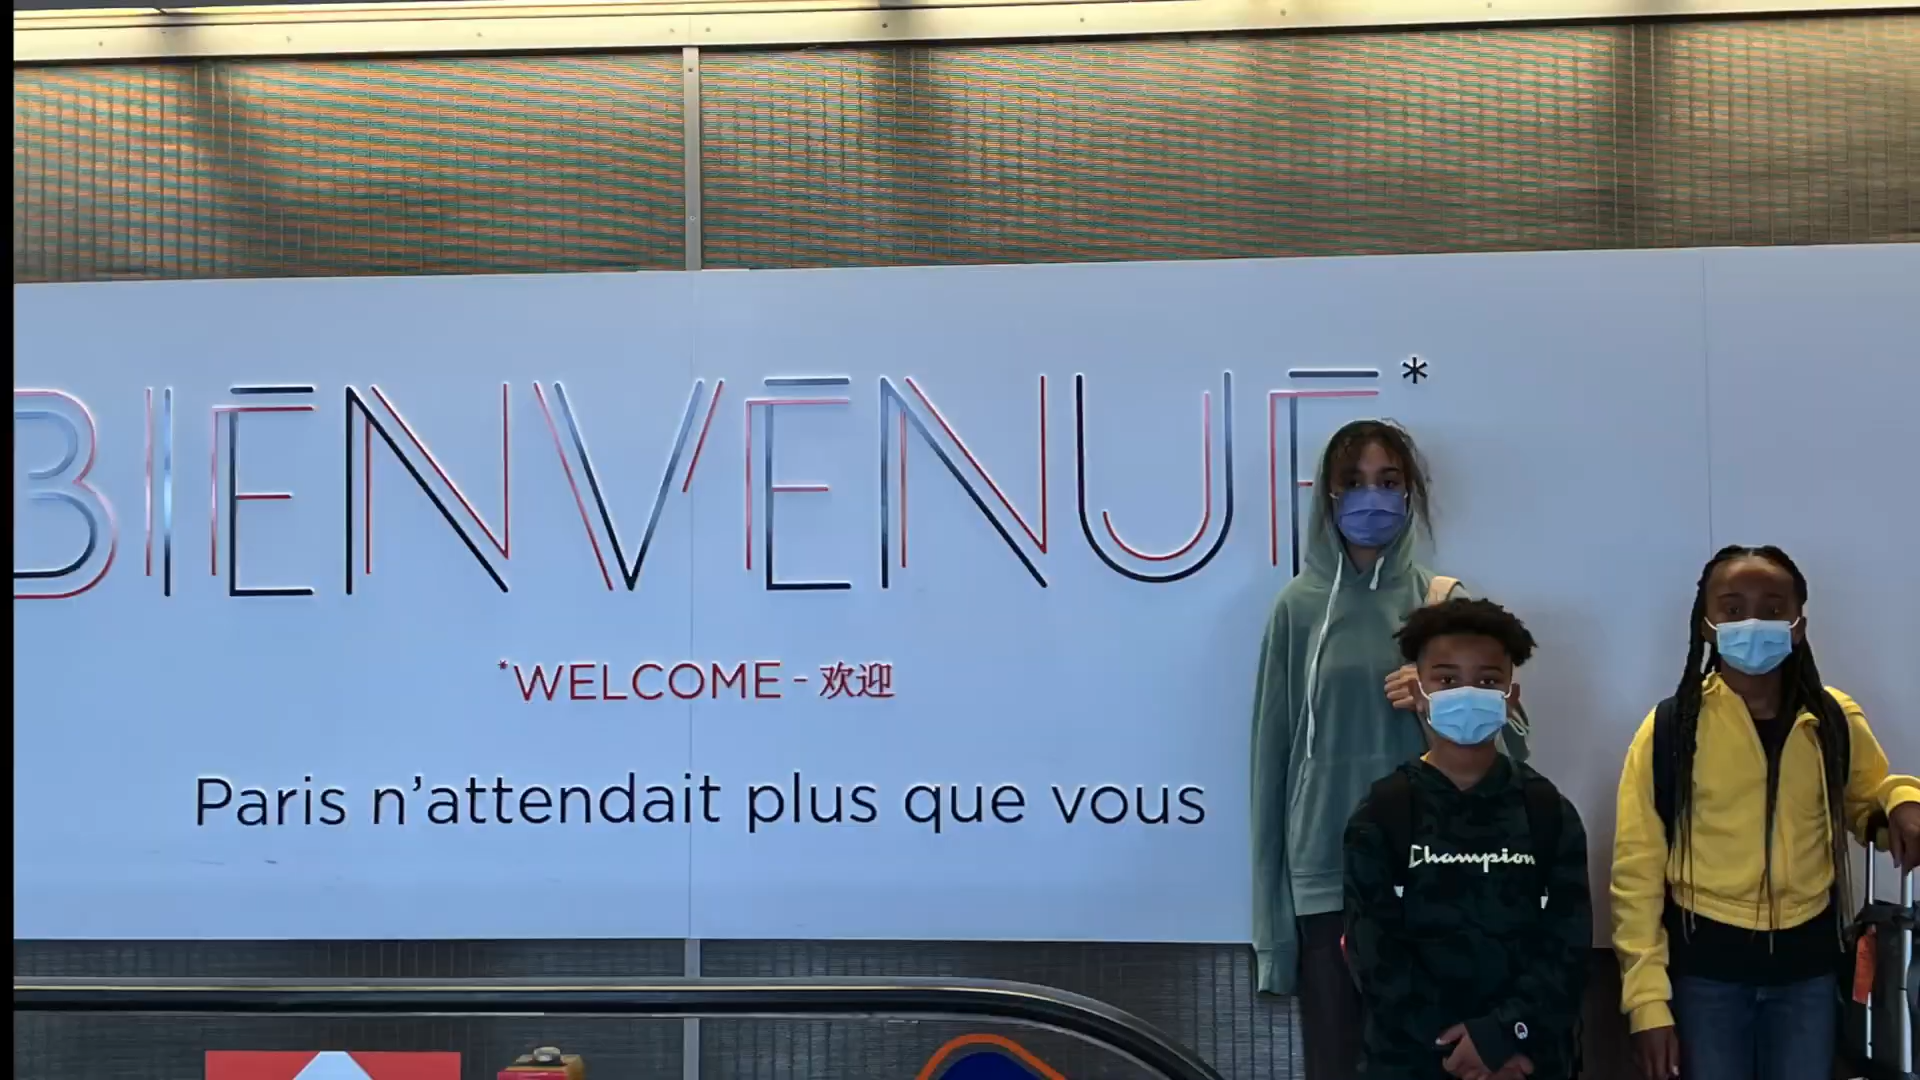 BIENVENUE*
*WELCOME - 欢迎
Paris n'attendait plus que vous
Champion